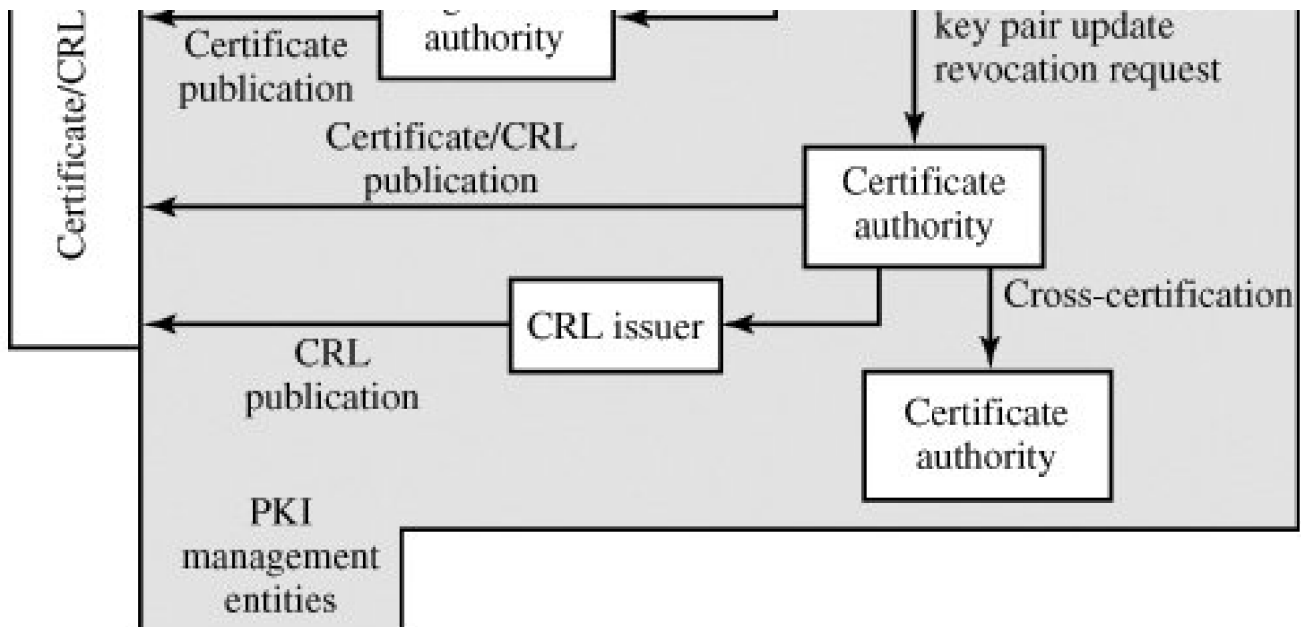 Certificate/CRL
Certificate
publication
authority
key pair update
revocation request
Certificate/CRL
publication
Certificate
authority
Cross-certification
CRL issuer
CRL
publication
Certificate
authority
PKI
management
entities